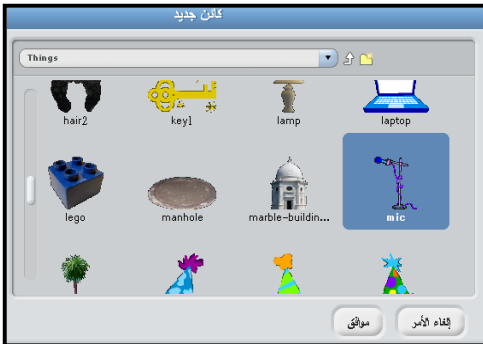 كائن جديد
Things
hair2 key1 lamp laptop
lego manhole marble-buildin... mic
موافق إلغاء الأمر